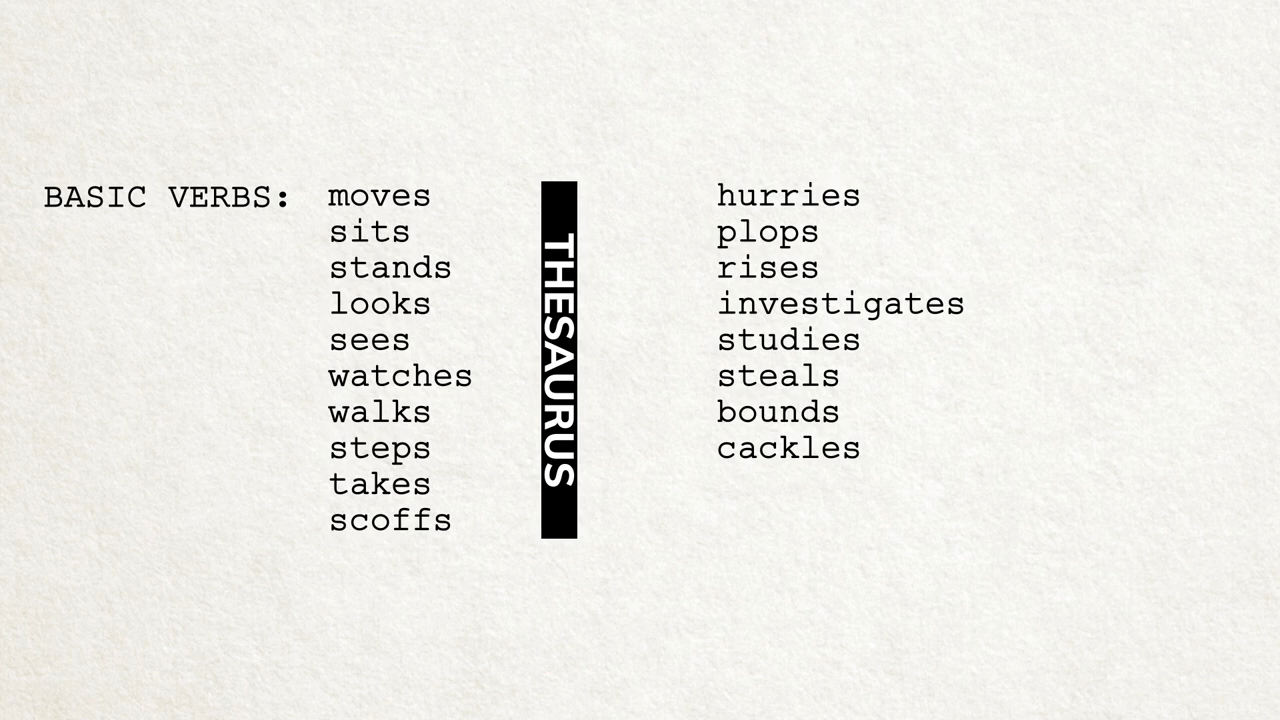 BASIC VERBS: moves
sits
stands
looks
sees
watches
walks
steps
takes
scoffs
THESAURUS
hurries
plops
rises
investigates
studies
steals
bounds
cackles